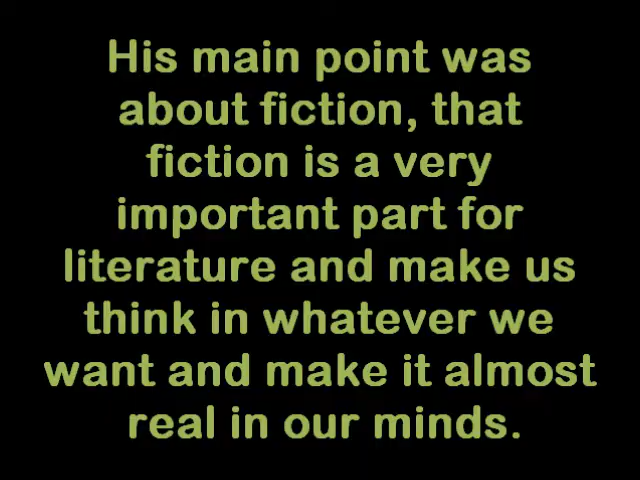 His main point was
about fiction, that
fiction is a very
important part for
literature and make us
think in whatever we
want and make it almost
real in our minds.